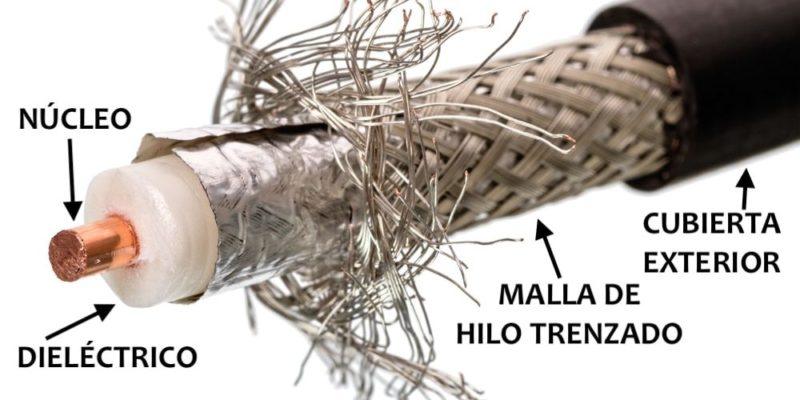 NÚCLEO
DIELÉCTRICO
MALLA DE
HILO TRENZADO
CUBIERTA
EXTERIOR